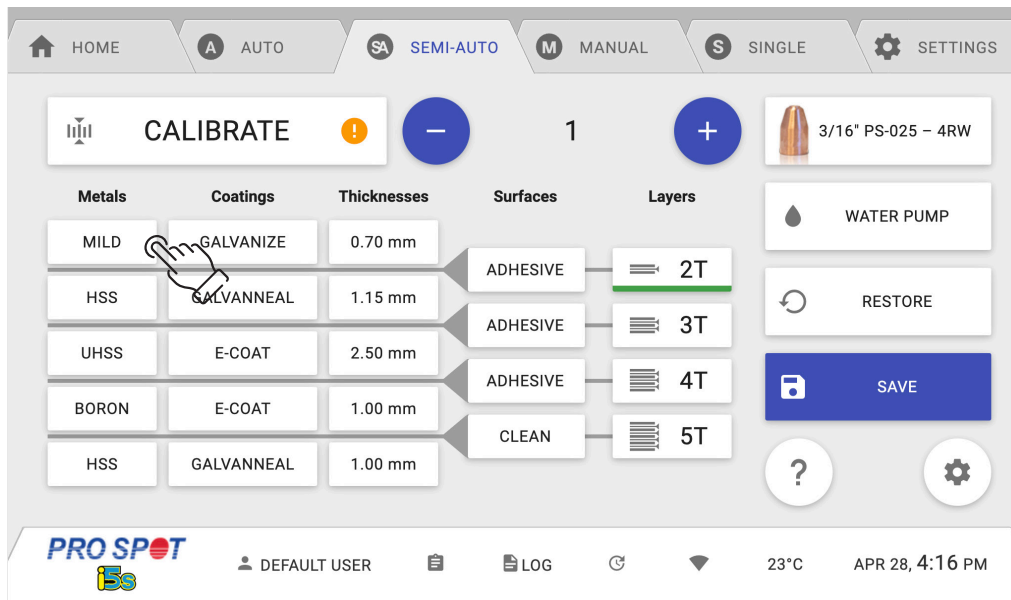 HOME
A AUTO
SA SEMI-AUTO
M MANUAL
S SINGLE
SETTINGS
CALIBRATE !
− 1 +
3/16" PS-025 – 4RW
Metals Coatings Thicknesses Surfaces Layers
MILD GALVANIZE 0.70 mm
ADHESIVE 2T
HSS GALVANNEAL 1.15 mm
ADHESIVE 3T
UHSS E-COAT 2.50 mm
ADHESIVE 4T
BORON E-COAT 1.00 mm
CLEAN 5T
HSS GALVANNEAL 1.00 mm
WATER PUMP
RESTORE
SAVE
?
PRO SPOT
i5s
DEFAULT USER
LOG
23°C
APR 28, 4:16 PM